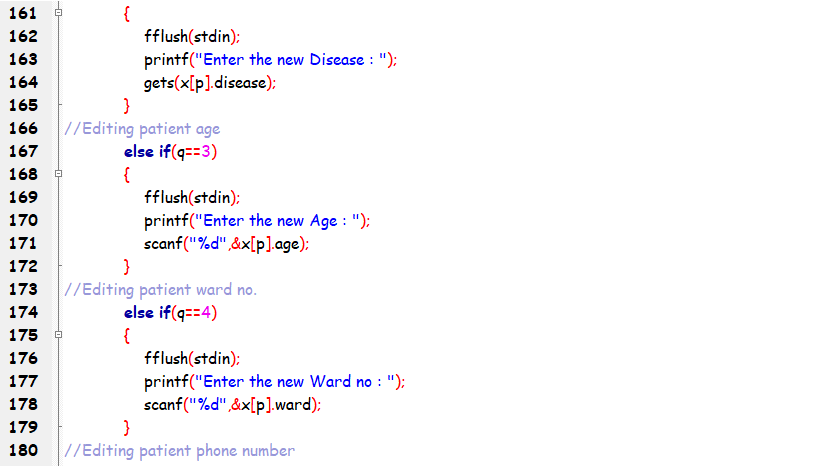 161 {
162 fflush(stdin);
163 printf("Enter the new Disease : ");
164 gets(x[p].disease);
165 }
166 //Editing patient age
167 else if(q==3)
168 {
169 fflush(stdin);
170 printf("Enter the new Age : ");
171 scanf("%d",&x[p].age);
172 }
173 //Editing patient ward no.
174 else if(q==4)
175 {
176 fflush(stdin);
177 printf("Enter the new Ward no : ");
178 scanf("%d",&x[p].ward);
179 }
180 //Editing patient phone number